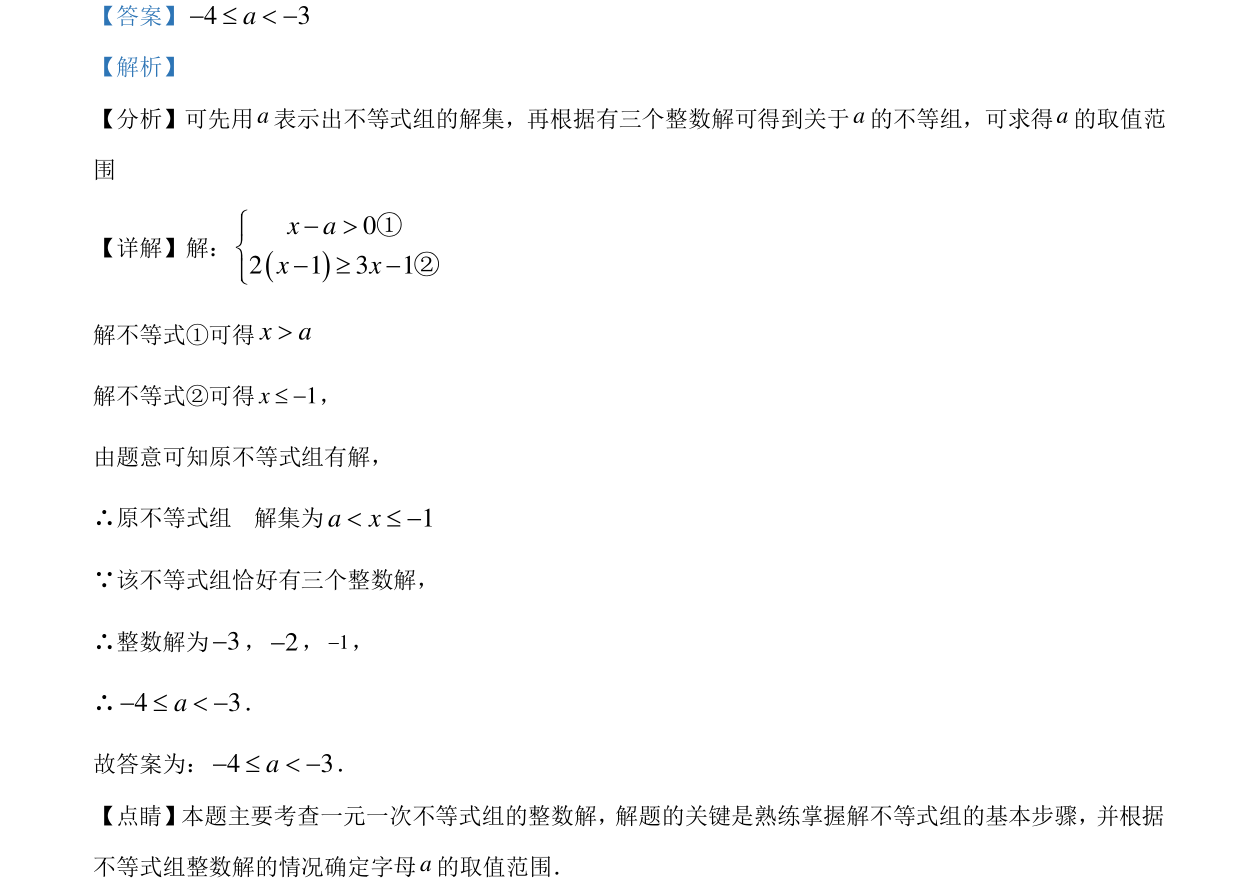 【答案】−4 ≤ a < −3
【解析】
【分析】可先用 a 表示出不等式组的解集，再根据有三个整数解可得到关于 a 的不等组，可求得 a 的取值范
围
【详解】解：{ x − a > 0①
2(x−1) ≥ 3x−1②
解不等式①可得 x > a
解不等式②可得 x ≤ −1，
由题意可知原不等式组有解，
∴原不等式组　解集为 a < x ≤ −1
∵该不等式组恰好有三个整数解，
∴整数解为 −3，−2，−1，
∴ −4 ≤ a < −3．
故答案为：−4 ≤ a < −3．
【点睛】本题主要考查一元一次不等式组的整数解，解题的关键是熟练掌握解不等式组的基本步骤，并根据
不等式组整数解的情况确定字母 a 的取值范围．